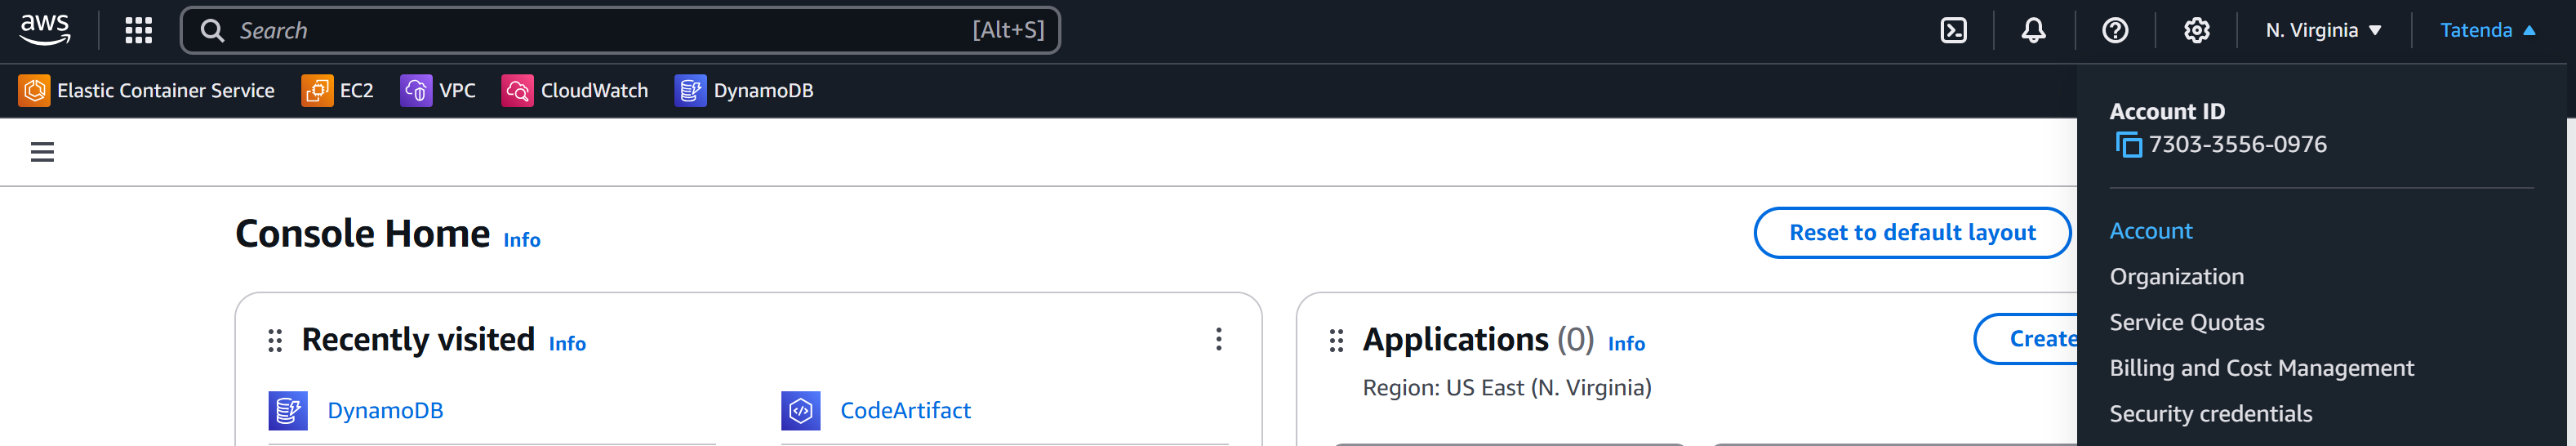 aws Search [Alt+S] N. Virginia Tatenda
Elastic Container Service EC2 VPC CloudWatch DynamoDB
Account ID
7303-3556-0976
Console Home Info Reset to default layout
Account
Organization
Service Quotas
Billing and Cost Management
Security credentials
Recently visited Info
DynamoDB CodeArtifact
Applications (0) Info Create
Region: US East (N. Virginia)